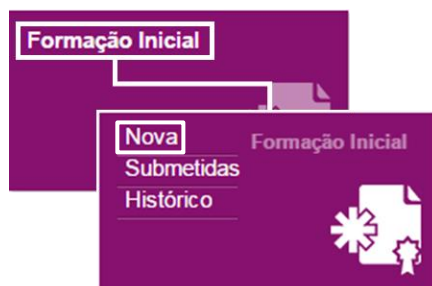 Formação Inicial
Nova
Formação Inicial
Submetidas
Histórico